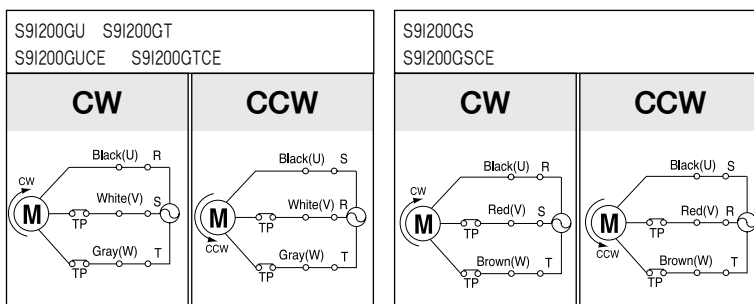 S9I200GU S9I200GT
S9I200GUCE S9I200GTCE
CW
CCW
CW
M
Black(U) R
White(V) S
TP
Gray(W) T
TP
CCW
M
Black(U) S
White(V) R
TP
Gray(W) T
TP
S9I200GS
S9I200GSCE
CW
CCW
CW
M
Black(U) R
Red(V) S
TP
Brown(W) T
TP
CCW
M
Black(U) S
Red(V) R
TP
Brown(W) T
TP